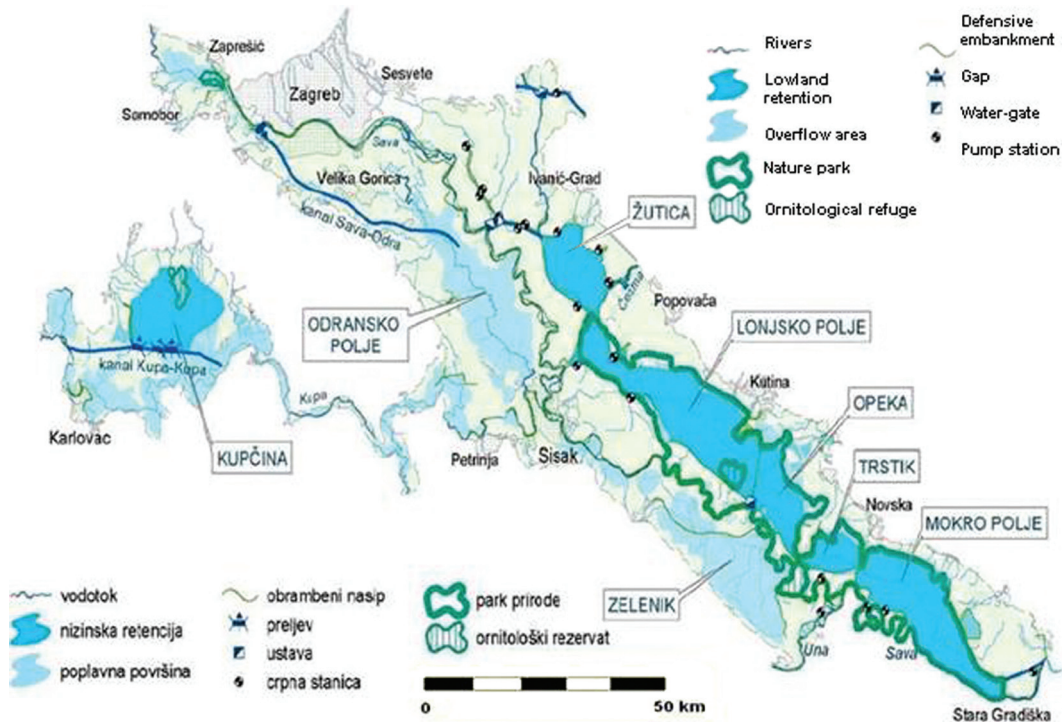 Zaprešić
Sesvete
Zagreb
Samobor
Sava
Velika Gorica
Ivanić-Grad
kanal Sava-Odra
ŽUTICA
Česma
Popovača
ODRANSKO
POLJE
LONJSKO POLJE
kanal Kupa-Kupa
Kupa
Kutina
OPEKA
Karlovac
KUPČINA
Petrinja
Sisak
TRSTIK
Novska
MOKRO POLJE
ZELENIK
Una
Sava
Stara Gradiška
Rivers
Lowland
retention
Overflow area
Nature park
Ornitological refuge
Defensive
embankment
Gap
Water-gate
Pump station
vodotok
nizinska retencija
poplavna površina
obrambeni nasip
preljev
ustava
crpna stanica
park prirode
ornitološki rezervat
0
50 km